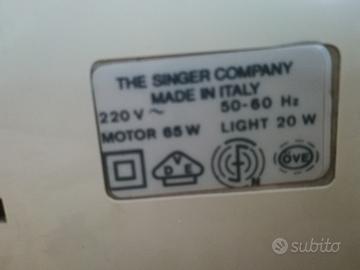 THE SINGER COMPANY
MADE IN ITALY
220 V ~ 50-60 Hz
MOTOR 65 W LIGHT 20 W
V D E
N
ÖVE
subito